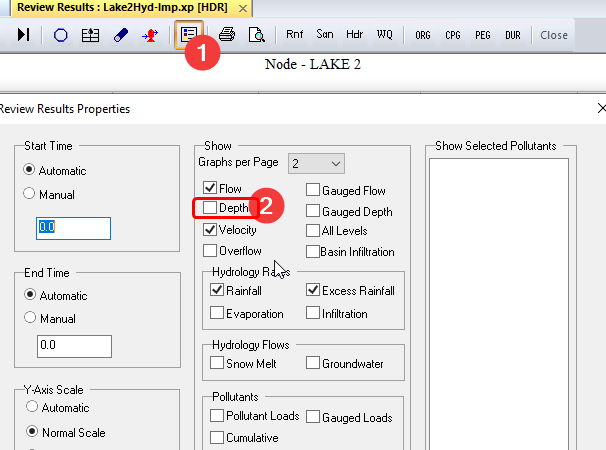 Review Results : Lake2Hyd-Imp.xp [HDR] ×
Rnf San Hdr WQ ORG CPG PEG DUR Close
1
Node - LAKE 2
Review Results Properties
Start Time
Automatic
Manual
0.0
End Time
Automatic
Manual
0.0
Y-Axis Scale
Automatic
Normal Scale
Show
Graphs per Page 2
Flow
Gauged Flow
Depth
2
Gauged Depth
Velocity
All Levels
Overflow
Basin Infiltration
Hydrology Rates
Rainfall
Excess Rainfall
Evaporation
Infiltration
Hydrology Flows
Snow Melt
Groundwater
Pollutants
Pollutant Loads
Gauged Loads
Cumulative
Show Selected Pollutants